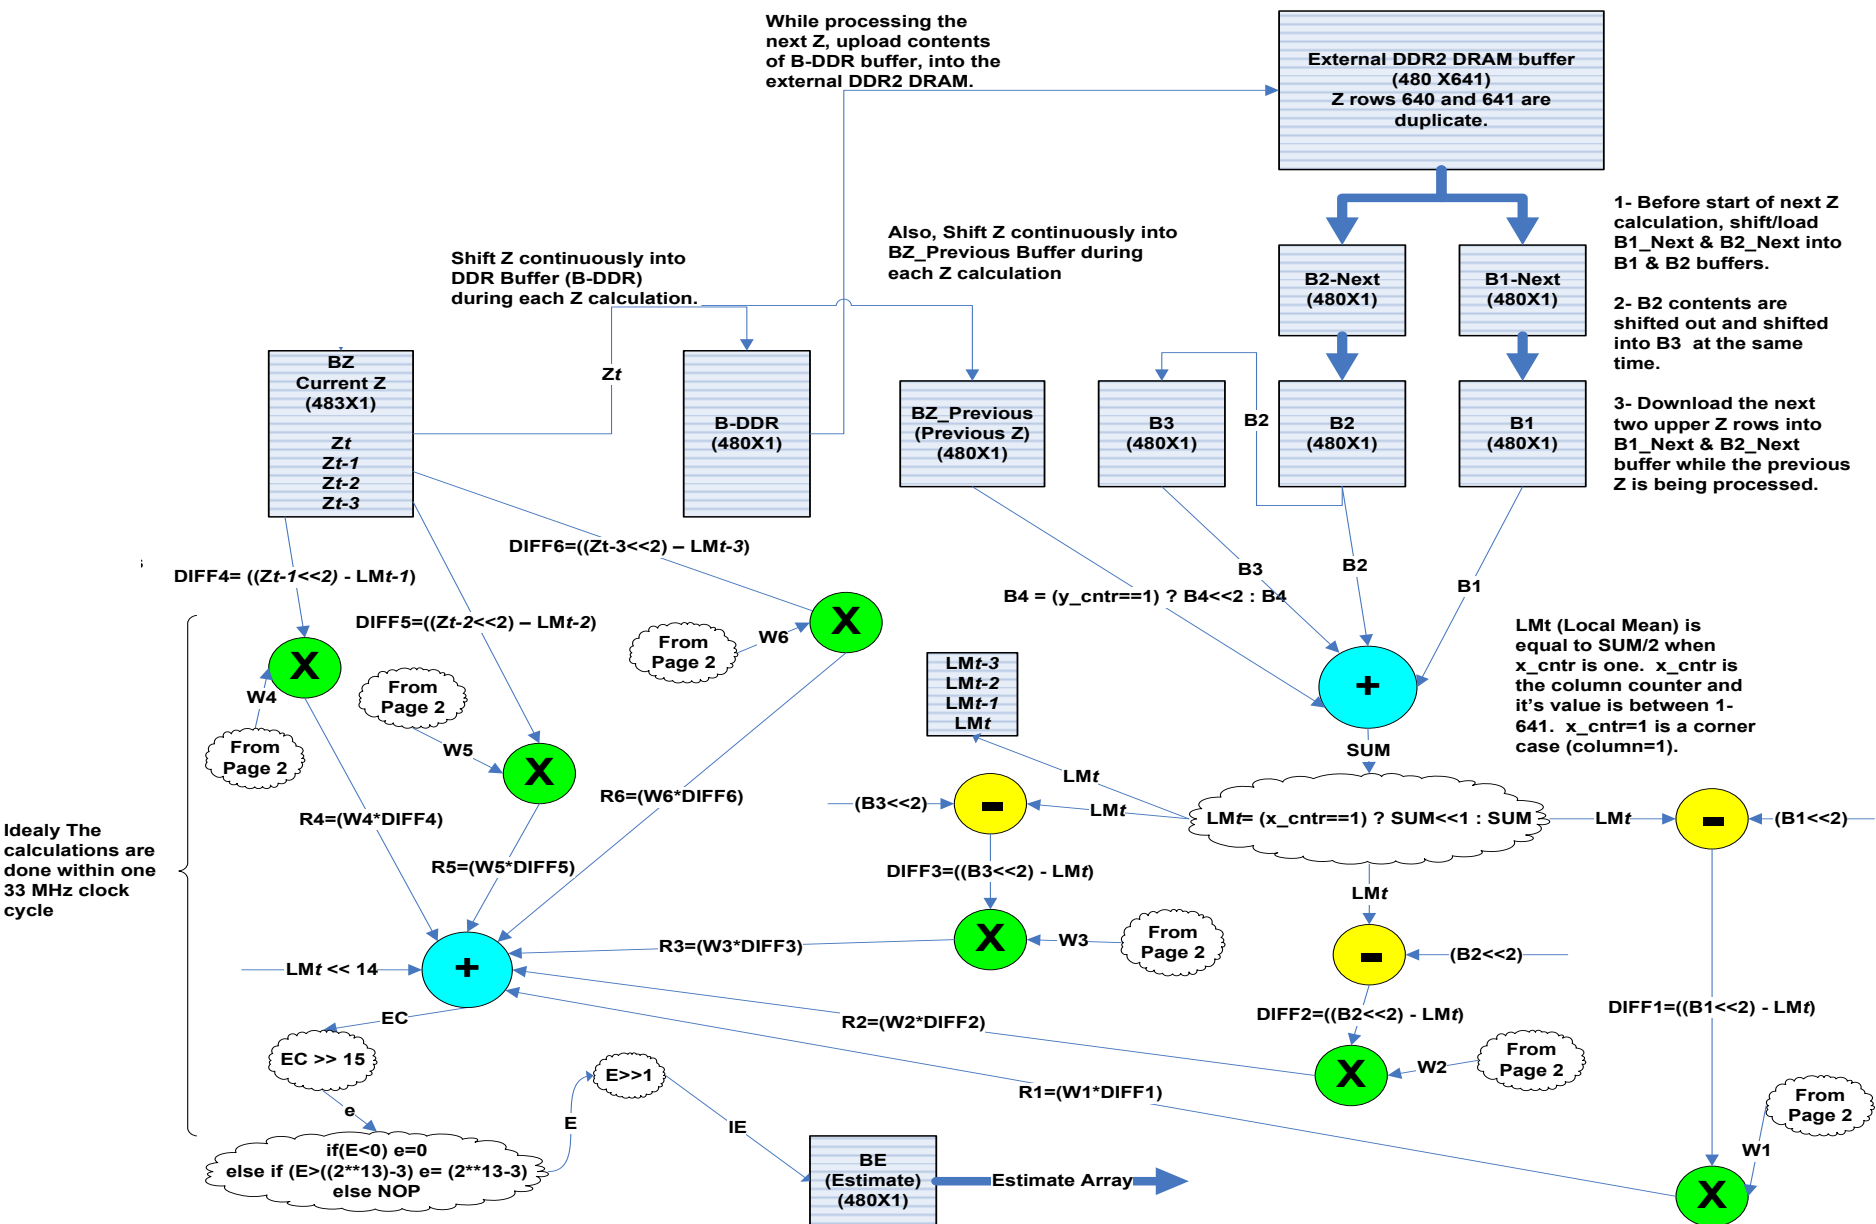 While processing the
next Z, upload contents
of B-DDR buffer, into the
external DDR2 DRAM.
External DDR2 DRAM buffer
(480 X641)
Z rows 640 and 641 are
duplicate.
1- Before start of next Z
calculation, shift/load
B1_Next & B2_Next into
B1 & B2 buffers.
2- B2 contents are
shifted out and shifted
into B3 at the same
time.
3- Download the next
two upper Z rows into
B1_Next & B2_Next
buffer while the previous
Z is being processed.
Shift Z continuously into
DDR Buffer (B-DDR)
during each Z calculation.
Also, Shift Z continuously into
BZ_Previous Buffer during
each Z calculation
B2-Next
(480X1)
B1-Next
(480X1)
BZ
Current Z
(483X1)
Zt
Zt-1
Zt-2
Zt-3
Zt
B-DDR
(480X1)
BZ_Previous
(Previous Z)
(480X1)
B3
(480X1)
B2
B2
(480X1)
B1
(480X1)
DIFF6=((Zt-3<<2) – LMt-3)
DIFF4= ((Zt-1<<2) - LMt-1)
DIFF5=((Zt-2<<2) – LMt-2)
B3
B2
B1
B4 = (y_cntr==1) ? B4<<2 : B4
X
W4
From
Page 2
From
Page 2
W5
X
From
Page 2
W6
X
LMt-3
LMt-2
LMt-1
LMt
+
SUM
LMt (Local Mean) is
equal to SUM/2 when
x_cntr is one. x_cntr is
the column counter and
it's value is between 1-
641. x_cntr=1 is a corner
case (column=1).
LMt
(B3<<2)
-
LMt
LMt= (x_cntr==1) ? SUM<<1 : SUM
LMt
-
(B1<<2)
Idealy The
calculations are
done within one
33 MHz clock
cycle
R4=(W4*DIFF4)
R5=(W5*DIFF5)
R6=(W6*DIFF6)
DIFF3=((B3<<2) - LMt)
LMt
R3=(W3*DIFF3)
X
W3
From
Page 2
-
(B2<<2)
LMt << 14
+
EC
R2=(W2*DIFF2)
DIFF2=((B2<<2) - LMt)
DIFF1=((B1<<2) - LMt)
EC >> 15
e
E>>1
R1=(W1*DIFF1)
X
W2
From
Page 2
From
Page 2
W1
X
E
IE
if(E<0) e=0
else if (E>((2**13)-3) e= (2**13-3)
else NOP
BE
(Estimate)
(480X1)
Estimate Array